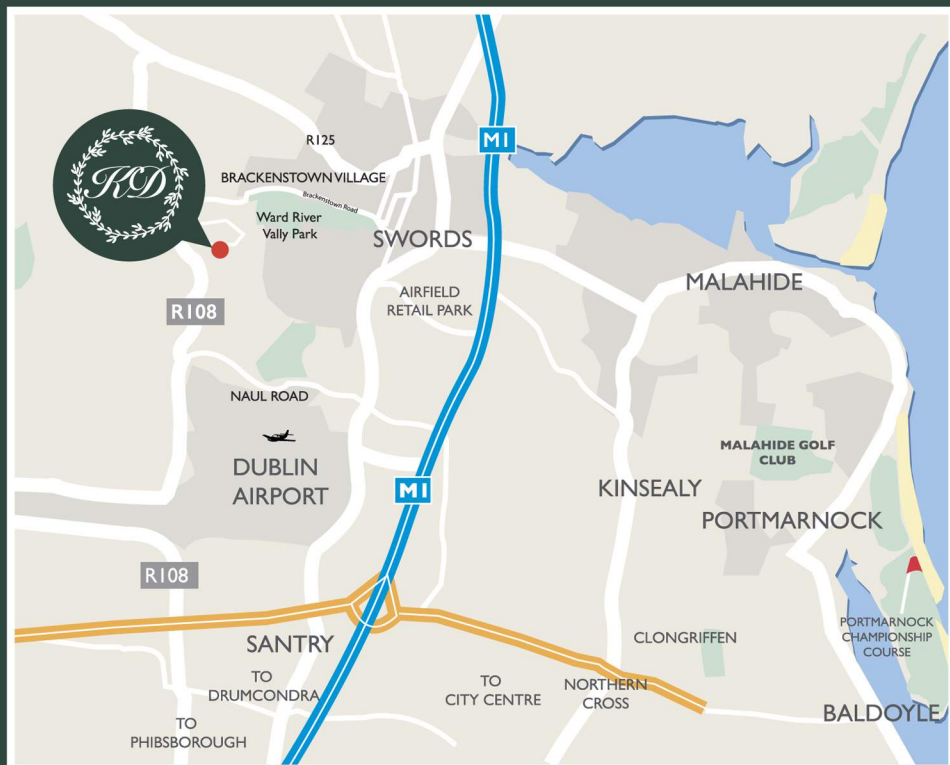 M1
R125
KD
BRACKENSTOWN VILLAGE
Brackenstown Road
Ward River
Vally Park
SWORDS
MALAHIDE
AIRFIELD
RETAIL PARK
R108
NAUL ROAD
DUBLIN
AIRPORT
MALAHIDE GOLF
CLUB
M1
KINSEALY
PORTMARNOCK
R108
PORTMARNOCK
CHAMPIONSHIP
COURSE
SANTRY
CLONGRIFFEN
TO
DRUMCONDRA
TO
CITY CENTRE
NORTHERN
CROSS
BALDOYLE
TO
PHIBSBOROUGH